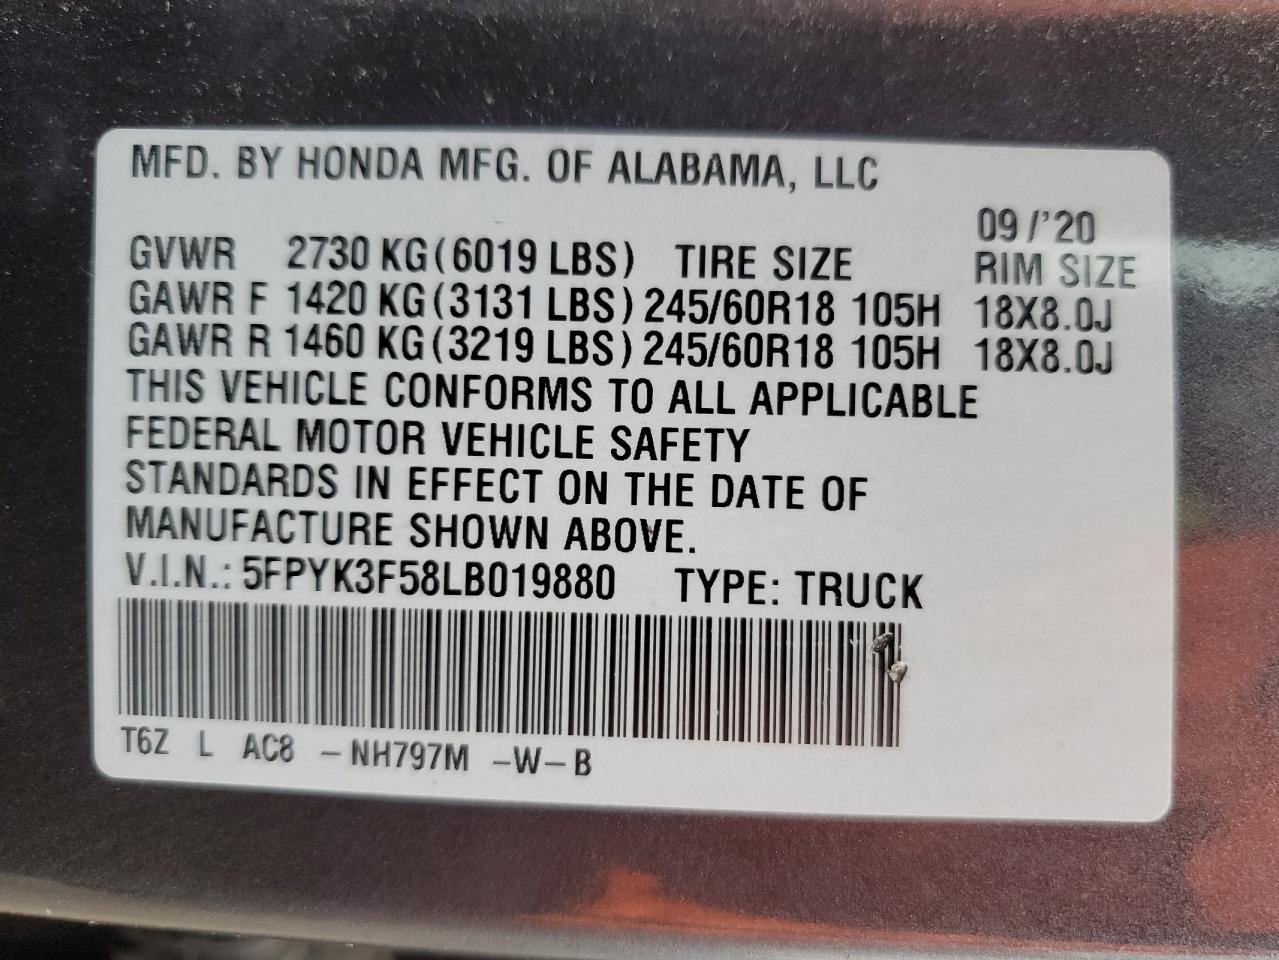 MFD. BY HONDA MFG. OF ALABAMA, LLC
09/'20
GVWR 2730 KG(6019 LBS) TIRE SIZE RIM SIZE
GAWR F 1420 KG(3131 LBS) 245/60R18 105H 18X8.0J
GAWR R 1460 KG(3219 LBS) 245/60R18 105H 18X8.0J
THIS VEHICLE CONFORMS TO ALL APPLICABLE
FEDERAL MOTOR VEHICLE SAFETY
STANDARDS IN EFFECT ON THE DATE OF
MANUFACTURE SHOWN ABOVE.
V.I.N.: 5FPYK3F58LB019880 TYPE: TRUCK
T6Z L AC8 -NH797M -W-B